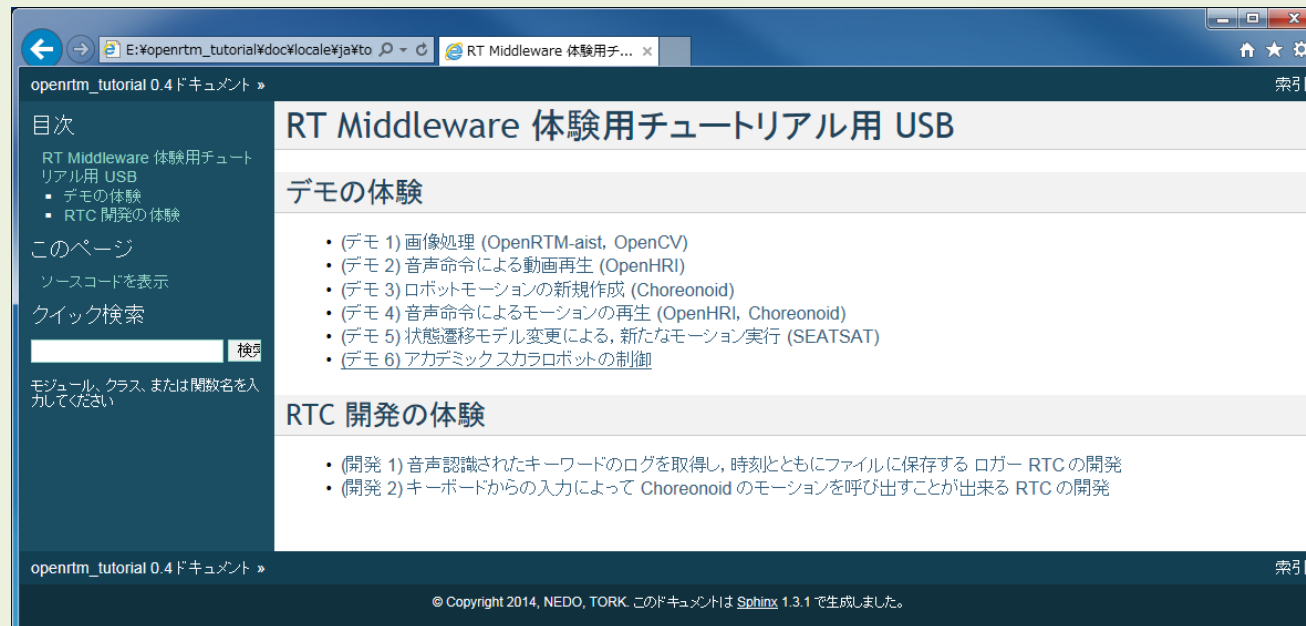 E:¥openrtm_tutorial¥doc¥locale¥ja¥to
RT Middleware 体験用チ...
openrtm_tutorial 0.4ドキュメント »
索引
目次
RT Middleware 体験用チュート
リアル用 USB
デモの体験
RTC 開発の体験
このページ
ソースコードを表示
クイック検索
検索
モジュール、クラス、または関数名を入
力してください
RT Middleware 体験用チュートリアル用 USB
デモの体験
• (デモ 1) 画像処理 (OpenRTM-aist, OpenCV)
• (デモ 2) 音声命令による動画再生 (OpenHRI)
• (デモ 3) ロボットモーションの新規作成 (Choreonoid)
• (デモ 4) 音声命令によるモーションの再生 (OpenHRI, Choreonoid)
• (デモ 5) 状態遷移モデル変更による, 新たなモーション実行 (SEATSAT)
• (デモ 6) アカデミックスカラロボットの制御
RTC 開発の体験
• (開発 1) 音声認識されたキーワードのログを取得し, 時刻とともにファイルに保存する ロガー RTC の開発
• (開発 2) キーボードからの入力によって Choreonoid のモーションを呼び出すことが出来る RTC の開発
openrtm_tutorial 0.4ドキュメント »
索引
© Copyright 2014, NEDO, TORK. このドキュメントは Sphinx 1.3.1 で生成しました。